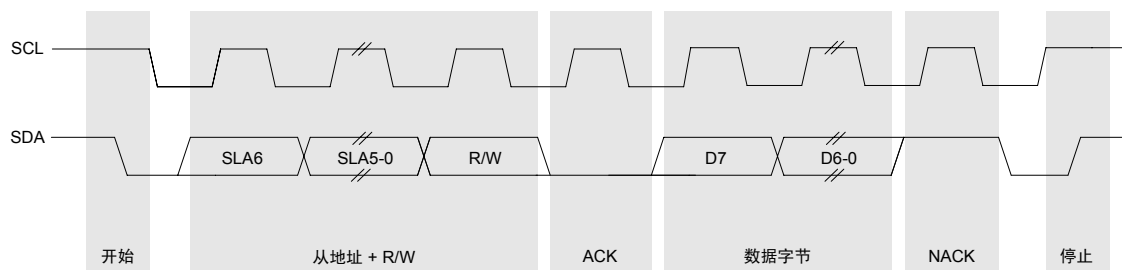 SCL
SDA
SLA6 SLA5-0 R/W D7 D6-0
开始 从地址 + R/W ACK 数据字节 NACK 停止